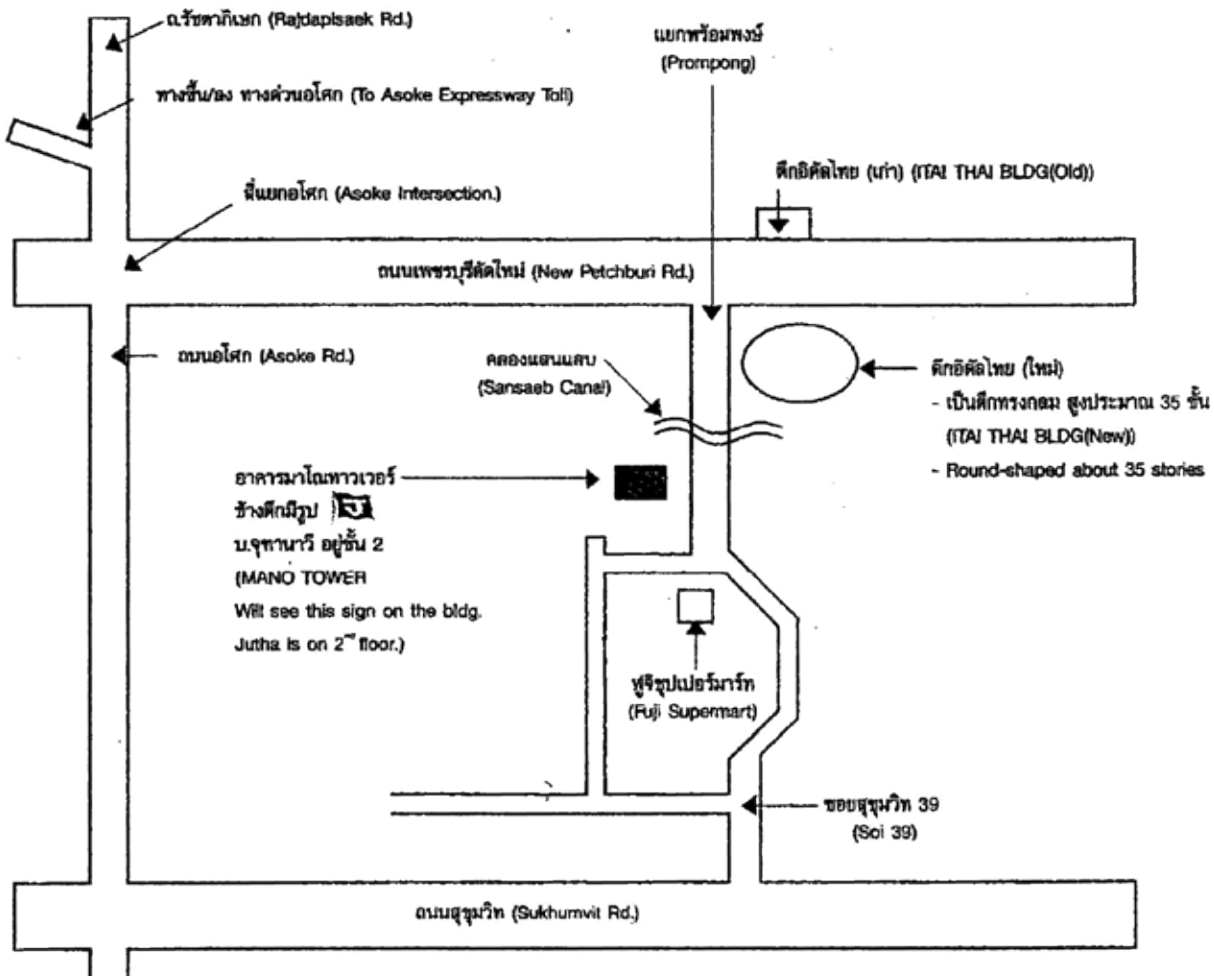 ถ.รัชดาภิเษก (Rajdapisaek Rd.)
แยกพร้อมพงษ์
(Prompong)
ทางขึ้น/ลง ทางด่วนอโศก (To Asoke Expressway Toll)
ตึกอิตัลไทย (เก่า) (ITAI THAI BLDG(Old))
สี่แยกอโศก (Asoke Intersection.)
ถนนเพชรบุรีตัดใหม่ (New Petchburi Rd.)
ถนนอโศก (Asoke Rd.)
คลองแสนแสบ
(Sansaeb Canal)
ตึกอิตัลไทย (ใหม่)
- เป็นตึกทรงกลม สูงประมาณ 35 ชั้น
(ITAI THAI BLDG(New))
- Round-shaped about 35 stories
อาคารมาโณทาวเวอร์
ข้างตึกมีรูป
บ.จุฑานาวี อยู่ชั้น 2
(MANO TOWER
Will see this sign on the bldg.
Jutha is on 2nd floor.)
ฟูจิซุปเปอร์มาร์ท
(Fuji Supermart)
ซอยสุขุมวิท 39
(Soi 39)
ถนนสุขุมวิท (Sukhumvit Rd.)